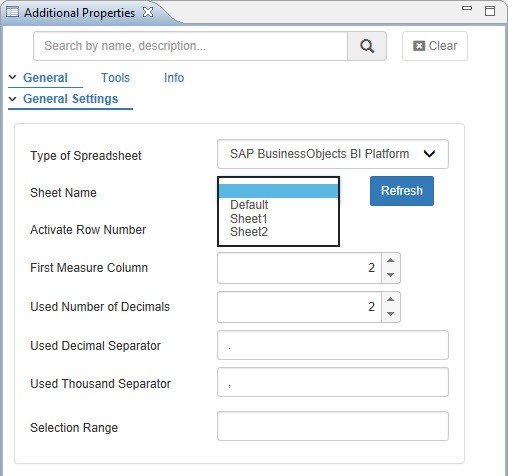 Additional Properties
Search by name, description...
Clear
General Tools Info
General Settings
Type of Spreadsheet SAP BusinessObjects BI Platform
Sheet Name Refresh
Default
Sheet1
Activate Row Number Sheet2
First Measure Column 2
Used Number of Decimals 2
Used Decimal Separator .
Used Thousand Separator ,
Selection Range